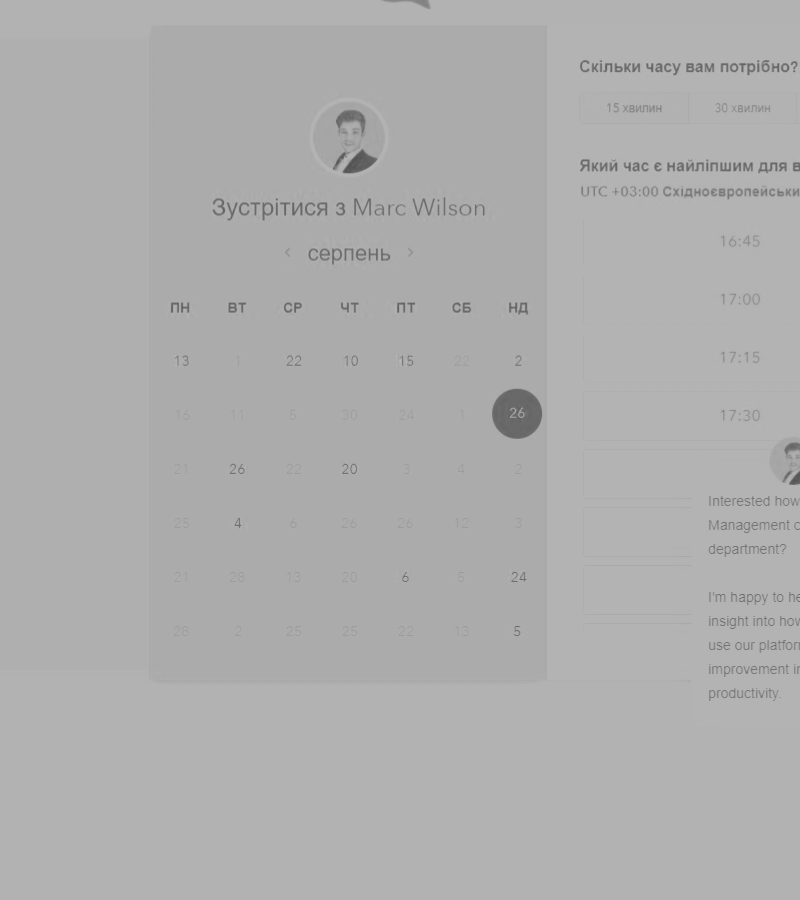 Зустрітися з Marc Wilson
серпень
ПН ВТ СР ЧТ ПТ СБ НД
13 1 22 10 15 22 2
16 11 5 30 24 1 26
21 26 22 20 3 4 2
25 4 6 26 26 12 3
21 28 13 20 6 5 24
28 2 25 25 22 13 5
Скільки часу вам потрібно?
15 хвилин 30 хвилин
Який час є найліпшим для в
UTC +03:00 Східноєвропейськи
16:45
17:00
17:15
17:30
Interested how
Management c
department?
I'm happy to he
insight into how
use our platfor
improvement in
productivity.